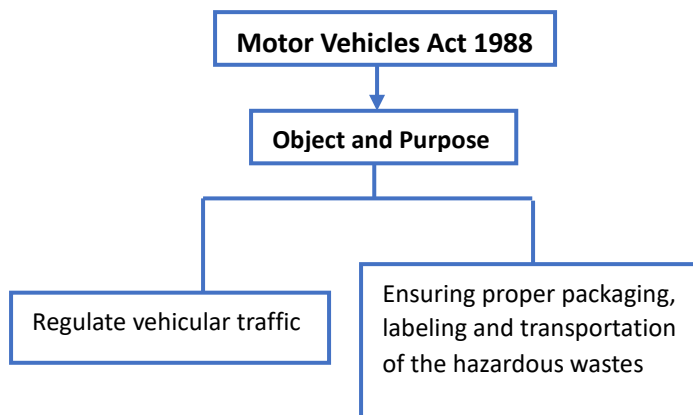 Motor Vehicles Act 1988
Object and Purpose
Regulate vehicular traffic
Ensuring proper packaging,
labeling and transportation
of the hazardous wastes